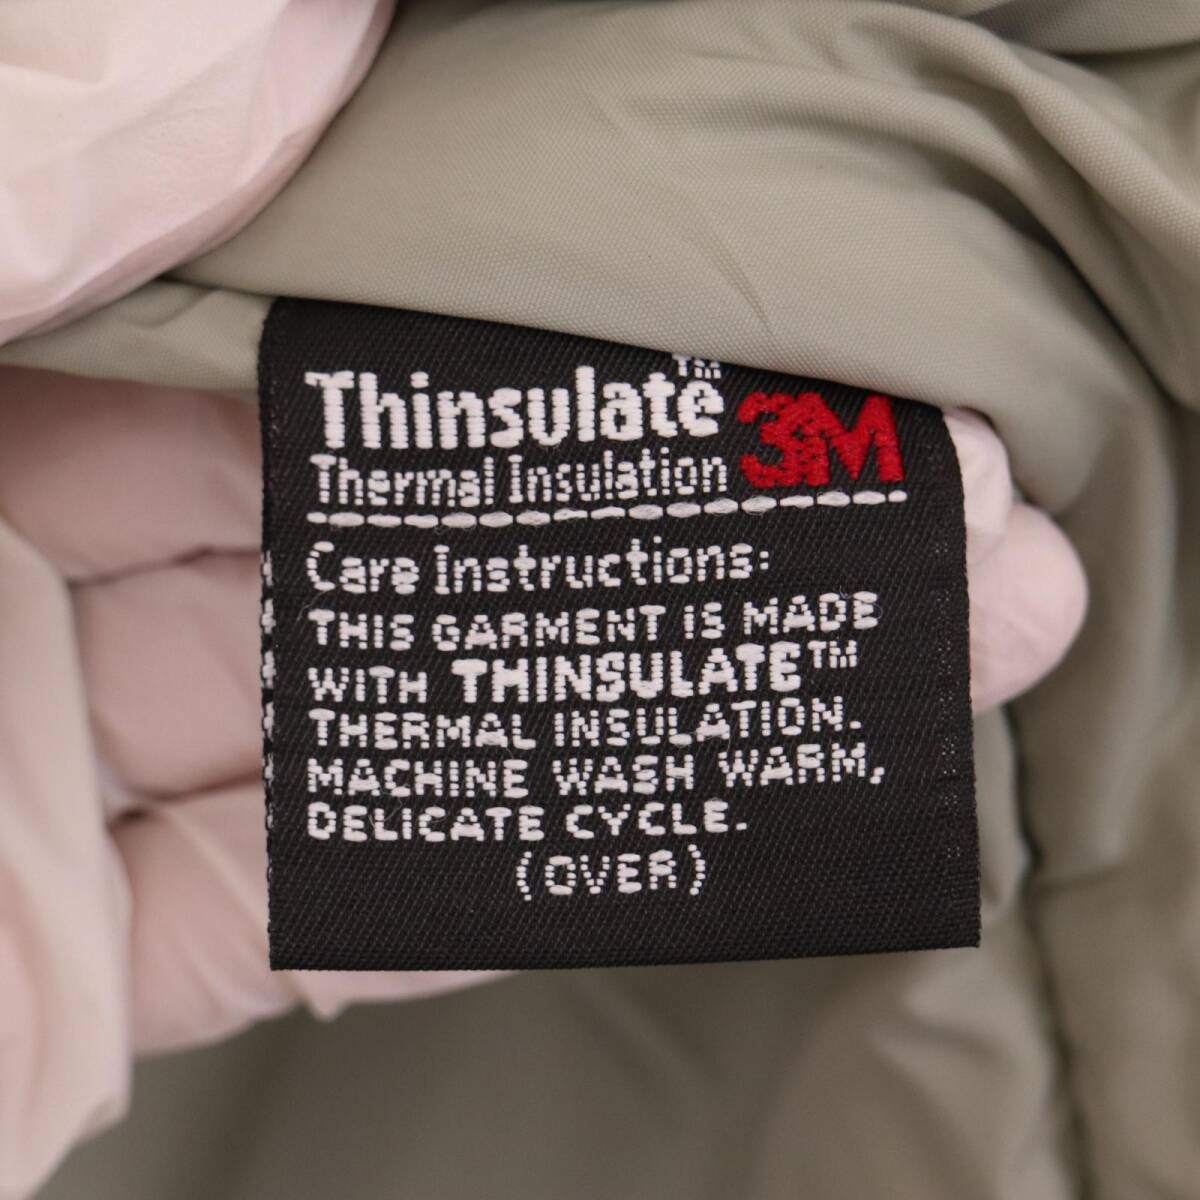 Thinsulate™ 3M
Thermal Insulation
Care Instructions:
THIS GARMENT IS MADE
WITH THINSULATE™
THERMAL INSULATION.
MACHINE WASH WARM,
DELICATE CYCLE.
(OVER)